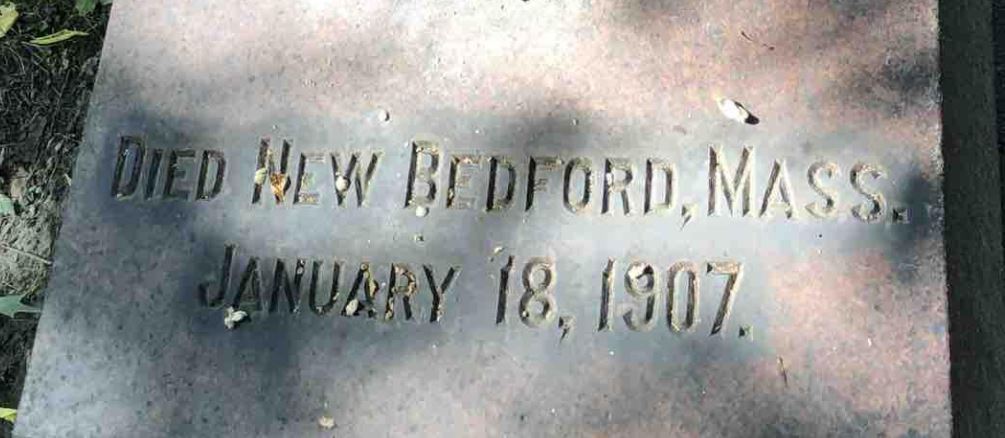 DIED NEW BEDFORD, MASS.
JANUARY 18, 1907.